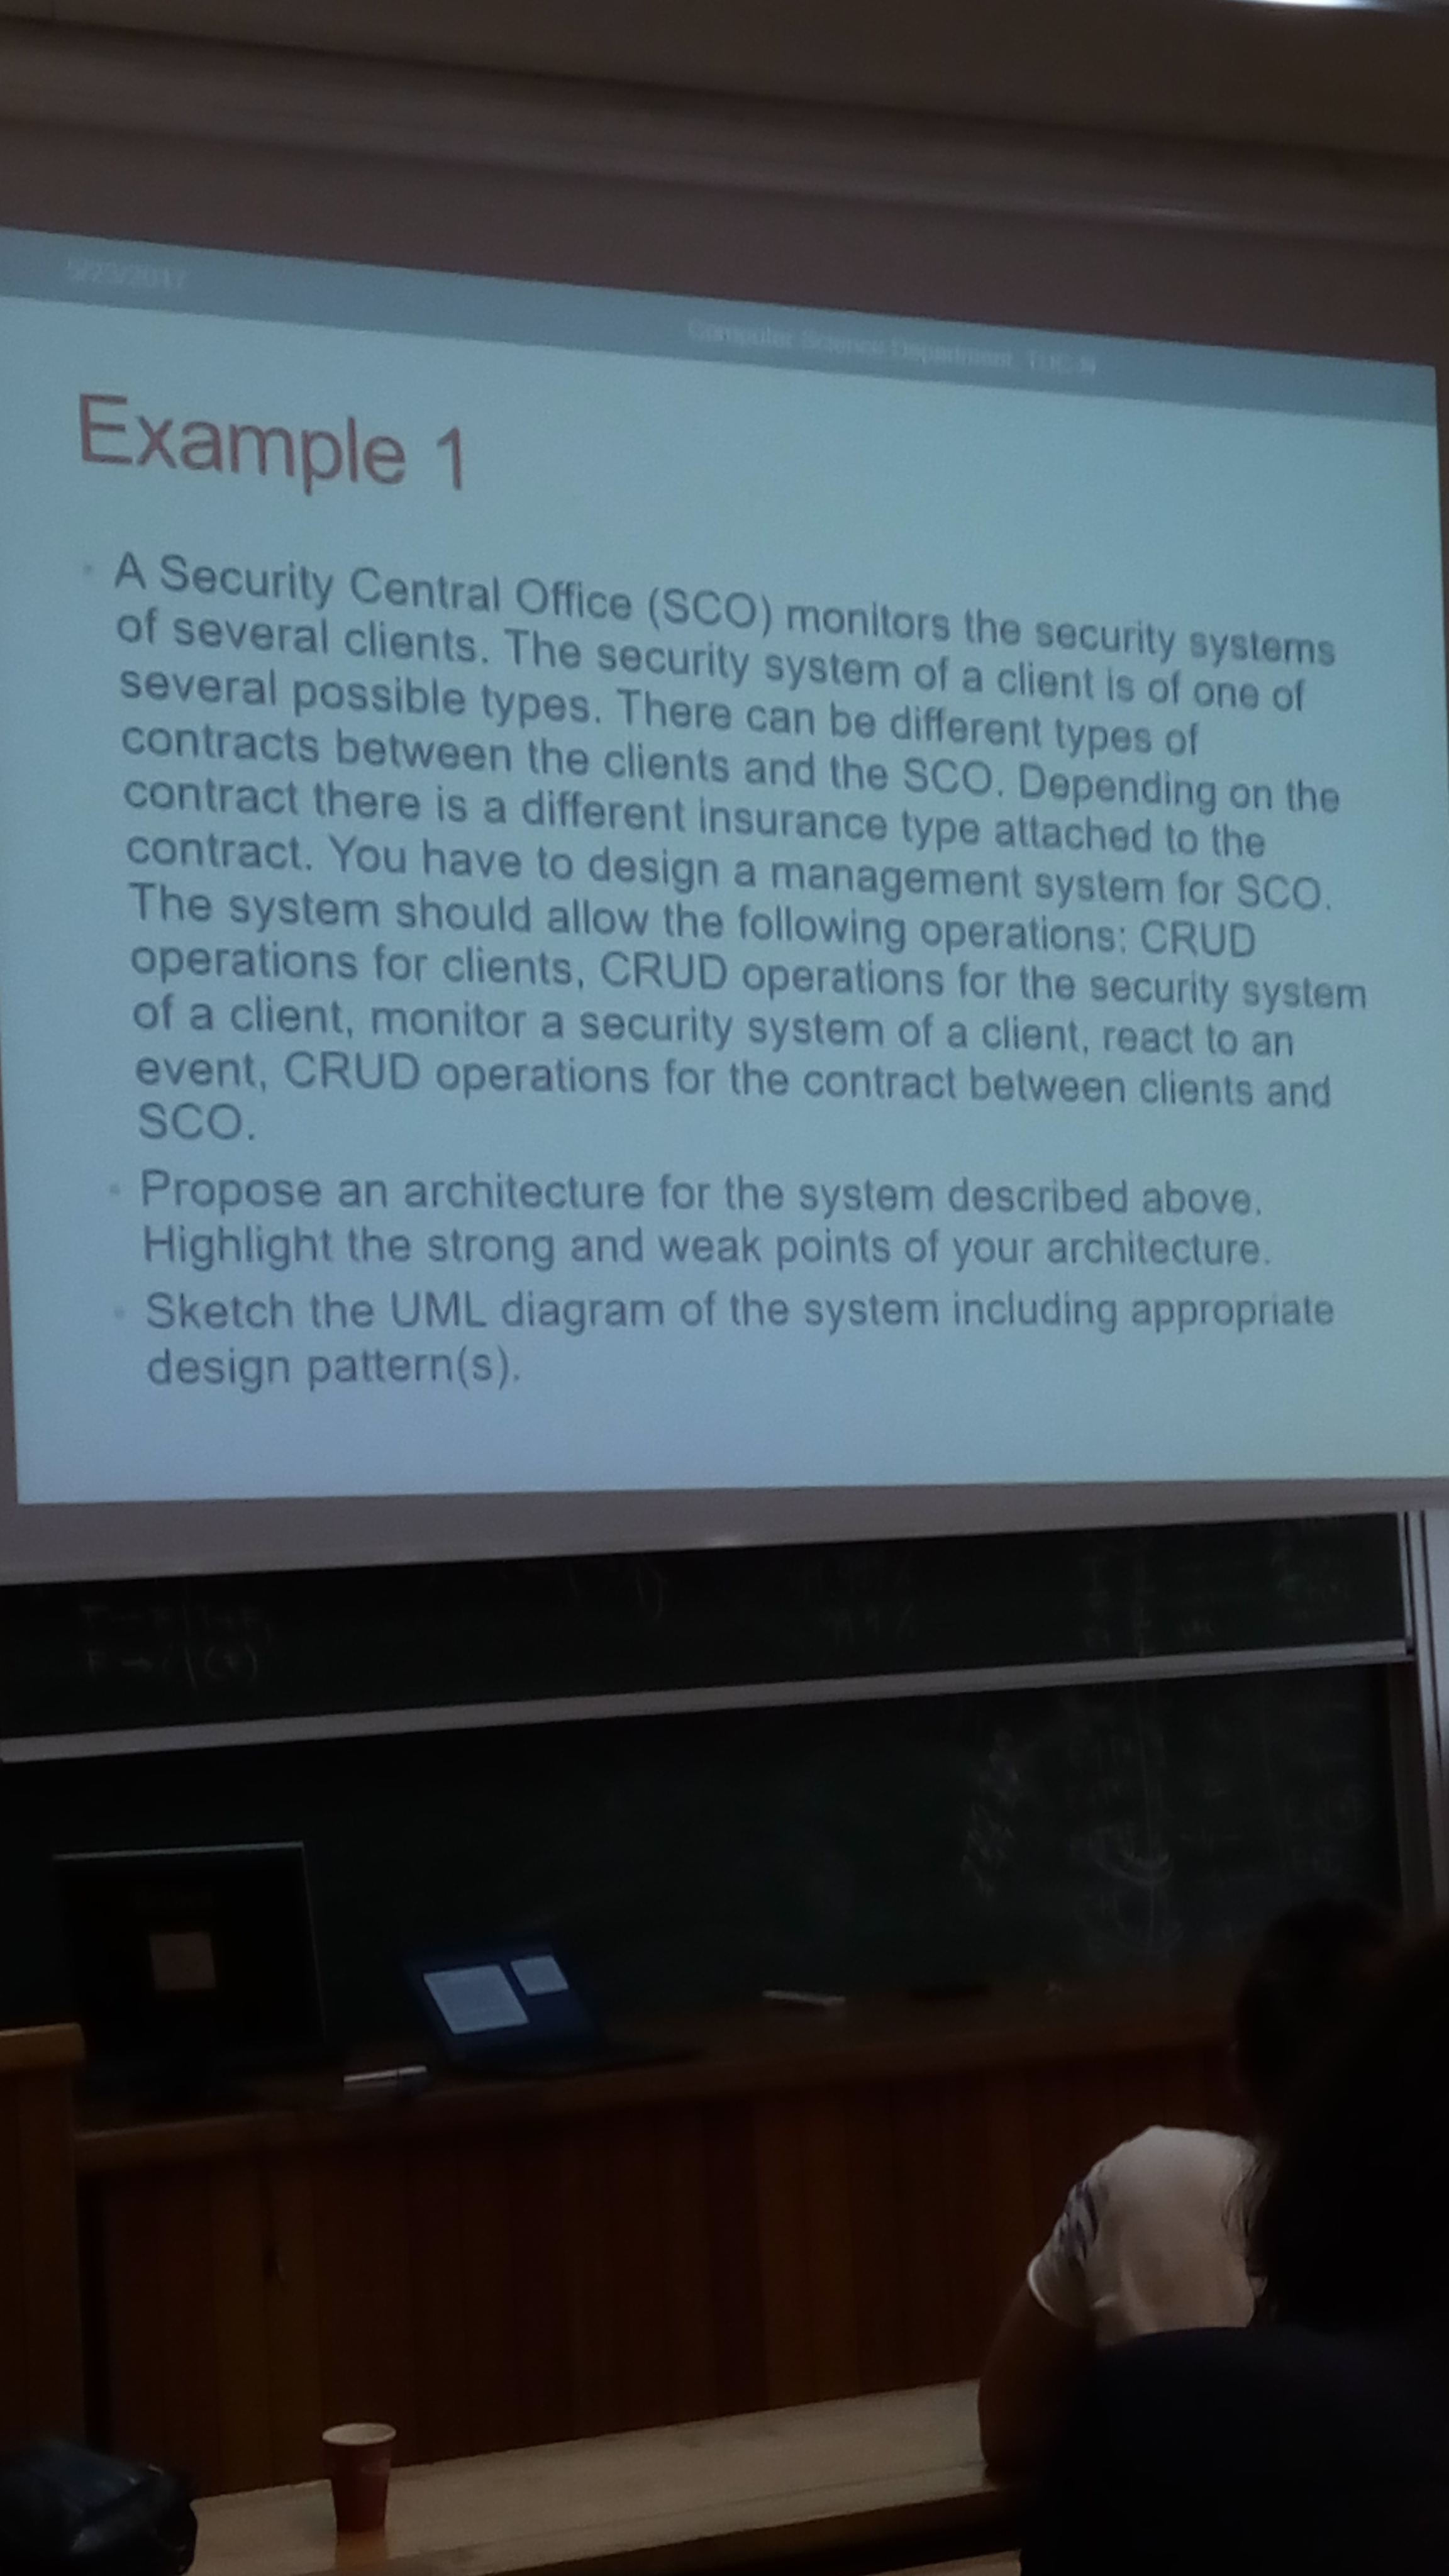 5/23/2017
Computer Science Department, TUC-N
Example 1
A Security Central Office (SCO) monitors the security systems
of several clients. The security system of a client is of one of
several possible types. There can be different types of
contracts between the clients and the SCO. Depending on the
contract there is a different insurance type attached to the
contract. You have to design a management system for SCO.
The system should allow the following operations: CRUD
operations for clients, CRUD operations for the security system
of a client, monitor a security system of a client, react to an
event, CRUD operations for the contract between clients and
SCO.
Propose an architecture for the system described above.
Highlight the strong and weak points of your architecture.
Sketch the UML diagram of the system including appropriate
design pattern(s).